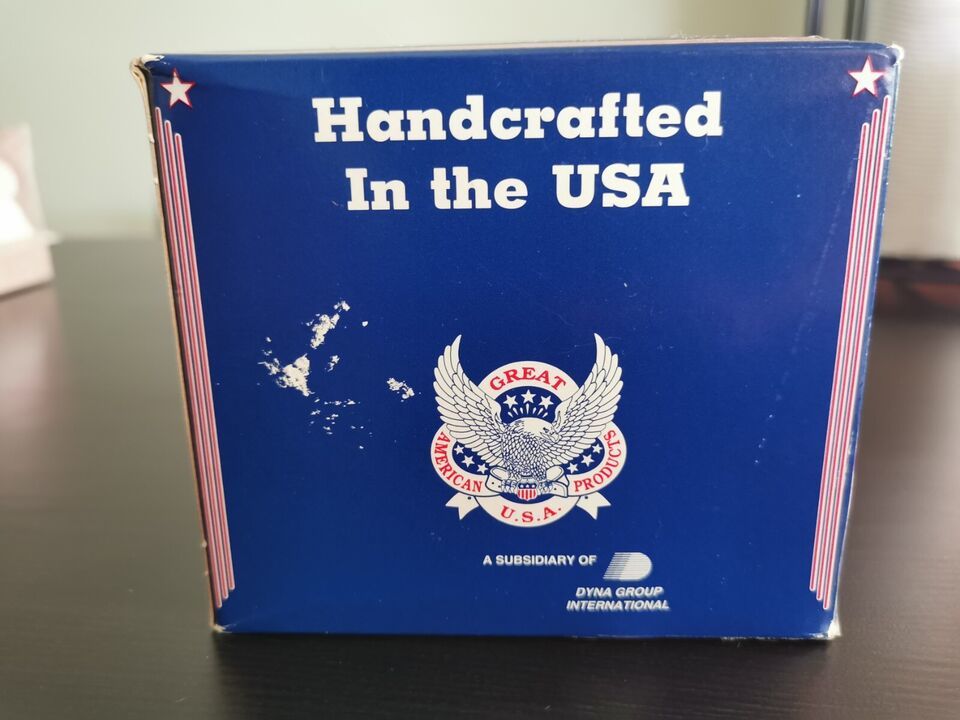 Handcrafted
In the USA
GREAT
AMERICAN PRODUCTS
U.S.A.
A SUBSIDIARY OF
DYNA GROUP
INTERNATIONAL